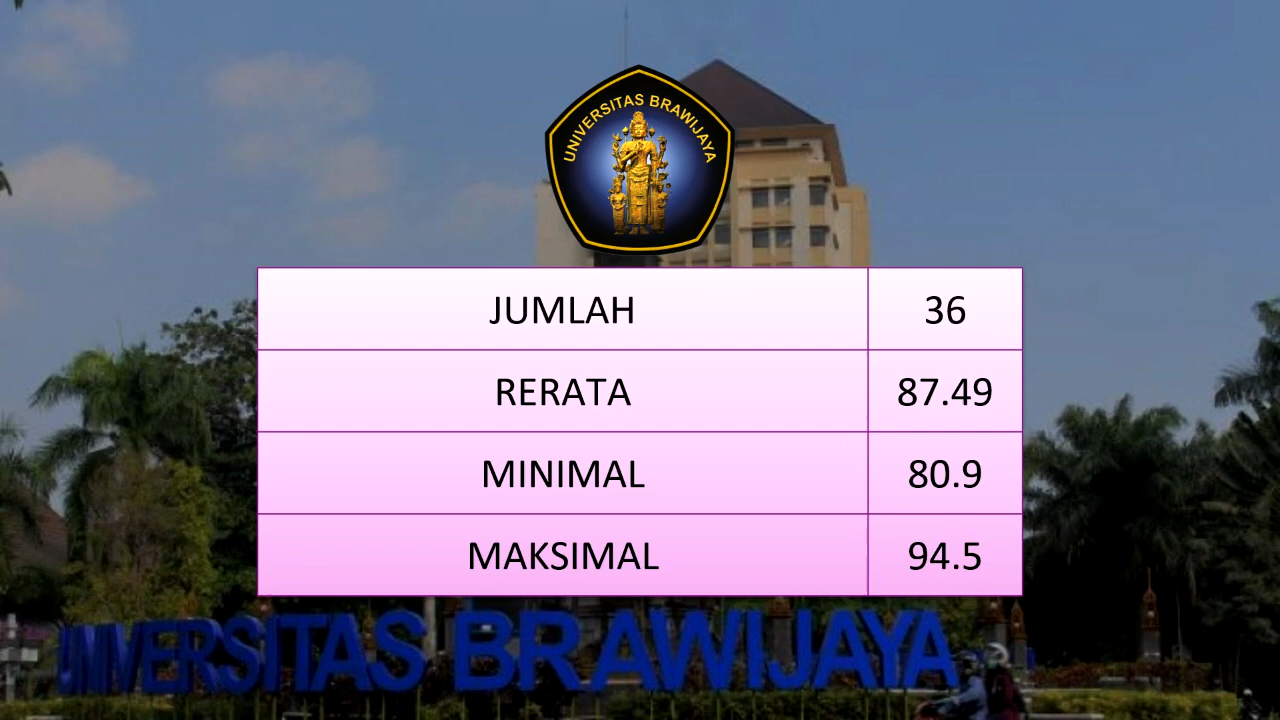 UNIVERSITAS BRAWIJAYA
JUMLAH 36
RERATA 87.49
MINIMAL 80.9
MAKSIMAL 94.5
UNIVERSITAS BRAWIJAYA